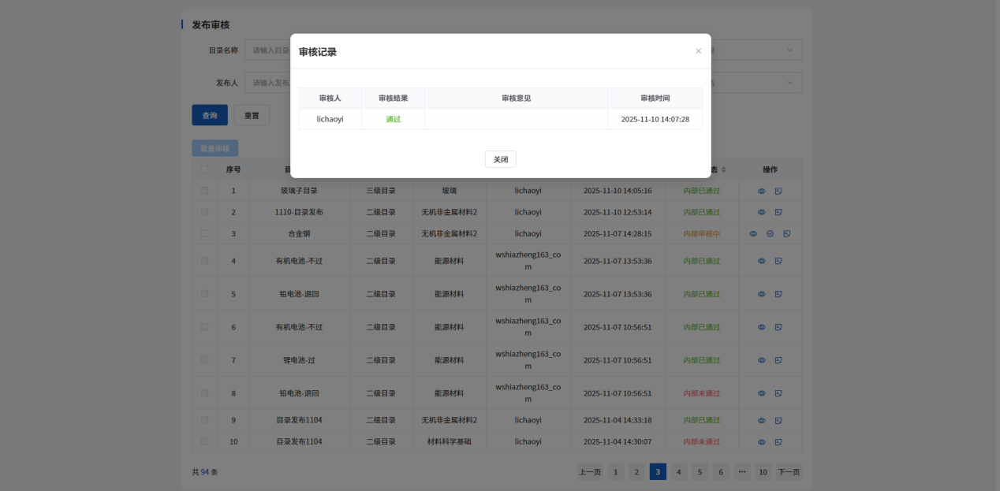 发布审核
目录名称 请输入目录
发布人 请输入发布
查询 重置
批量审核
审核记录
审核人 审核结果 审核意见 审核时间
lichaoyi 通过 2025-11-10 14:07:28
关闭
序号 目 态 操作
1 玻璃子目录 三级目录 玻璃 lichaoyi 2025-11-10 14:05:16 内部已通过
2 1110-目录发布 二级目录 无机非金属材料2 lichaoyi 2025-11-10 12:53:14 内部已通过
3 合金钢 二级目录 无机非金属材料2 lichaoyi 2025-11-07 14:28:15 内部审核中
4 有机电池-不过 二级目录 能源材料 wshiazheng163_co
m 2025-11-07 13:53:36 内部已通过
5 铅电池-退回 二级目录 能源材料 wshiazheng163_co
m 2025-11-07 13:53:36 内部已通过
6 有机电池-不过 二级目录 能源材料 wshiazheng163_co
m 2025-11-07 10:56:51 内部已通过
7 锂电池-过 二级目录 能源材料 wshiazheng163_co
m 2025-11-07 10:56:51 内部已通过
8 铅电池-退回 二级目录 能源材料 wshiazheng163_co
m 2025-11-07 10:56:51 内部未通过
9 目录发布1104 二级目录 无机非金属材料2 lichaoyi 2025-11-04 14:33:18 内部已通过
10 目录发布1104 二级目录 材料科学基础 lichaoyi 2025-11-04 14:30:07 内部未通过
共 94 条 上一页 1 2 3 4 5 6 ••• 10 下一页